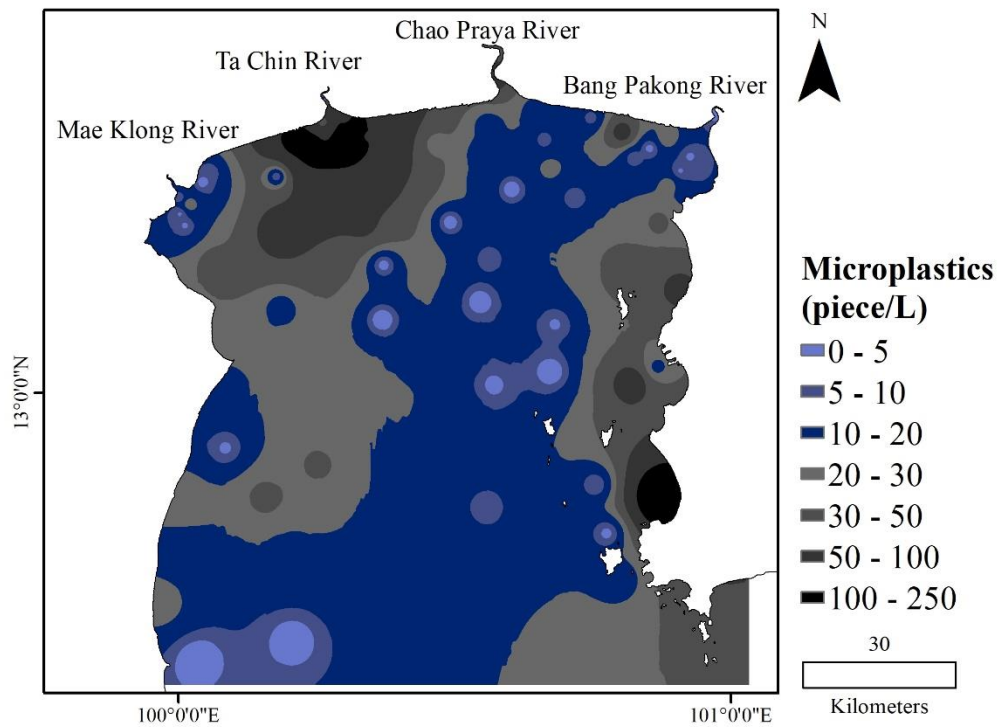 Chao Praya River
N
Ta Chin River
Bang Pakong River
Mae Klong River
Microplastics
(piece/L)
0 - 5
5 - 10
10 - 20
20 - 30
30 - 50
50 - 100
100 - 250
30
Kilometers
13°0'0"N
100°0'0"E
101°0'0"E